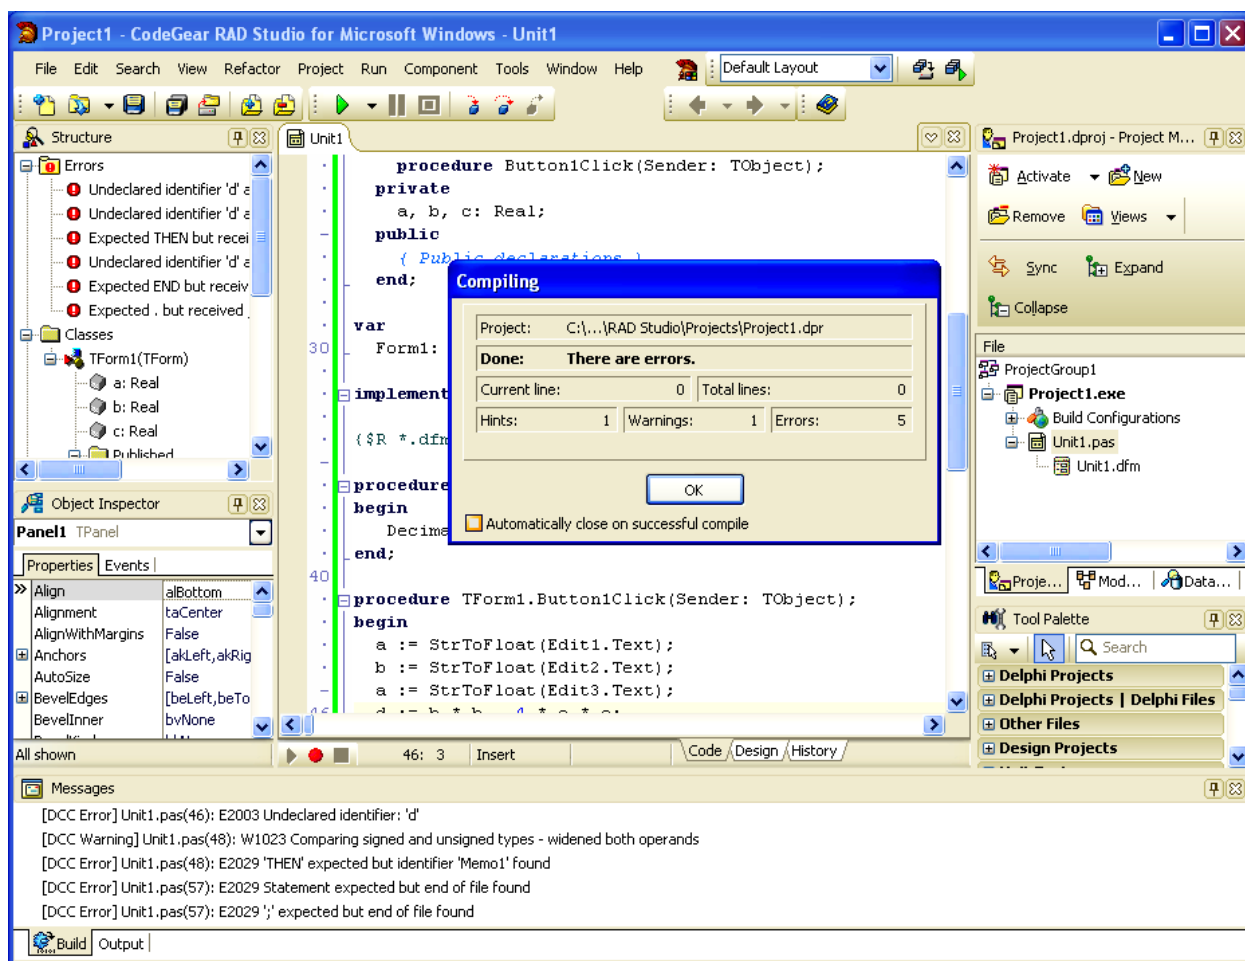 Project1 - CodeGear RAD Studio for Microsoft Windows - Unit1
File Edit Search View Refactor Project Run Component Tools Window Help
Default Layout
Structure
Errors
Undeclared identifier 'd' a
Undeclared identifier 'd' a
Expected THEN but recei
Undeclared identifier 'd' a
Expected END but receiv
Expected . but received
Classes
TForm1(TForm)
a: Real
b: Real
c: Real
Published
Object Inspector
Panel1 TPanel
Properties Events
Align alBottom
Alignment taCenter
AlignWithMargins False
Anchors [akLeft,akRig
AutoSize False
BevelEdges [beLeft,beTo
BevelInner bvNone
All shown
Unit1
procedure Button1Click(Sender: TObject);
private
a, b, c: Real;
public
{ Public declarations }
end;
var
30 Form1:
implement
{$R *.dfm
procedure
begin
Decima
end;
40
procedure TForm1.Button1Click(Sender: TObject);
begin
a := StrToFloat(Edit1.Text);
b := StrToFloat(Edit2.Text);
a := StrToFloat(Edit3.Text);
46: 3 Insert
Code Design History
Compiling
Project: C:\...\RAD Studio\Projects\Project1.dpr
Done: There are errors.
Current line: 0 Total lines: 0
Hints: 1 Warnings: 1 Errors: 5
OK
Automatically close on successful compile
Project1.dproj - Project M...
Activate New
Remove Views
Sync Expand
Collapse
File
ProjectGroup1
Project1.exe
Build Configurations
Unit1.pas
Unit1.dfm
Proje... Mod... Data...
Tool Palette
Search
Delphi Projects
Delphi Projects | Delphi Files
Other Files
Design Projects
Messages
[DCC Error] Unit1.pas(46): E2003 Undeclared identifier: 'd'
[DCC Warning] Unit1.pas(48): W1023 Comparing signed and unsigned types - widened both operands
[DCC Error] Unit1.pas(48): E2029 'THEN' expected but identifier 'Memo1' found
[DCC Error] Unit1.pas(57): E2029 Statement expected but end of file found
[DCC Error] Unit1.pas(57): E2029 ';' expected but end of file found
Build Output